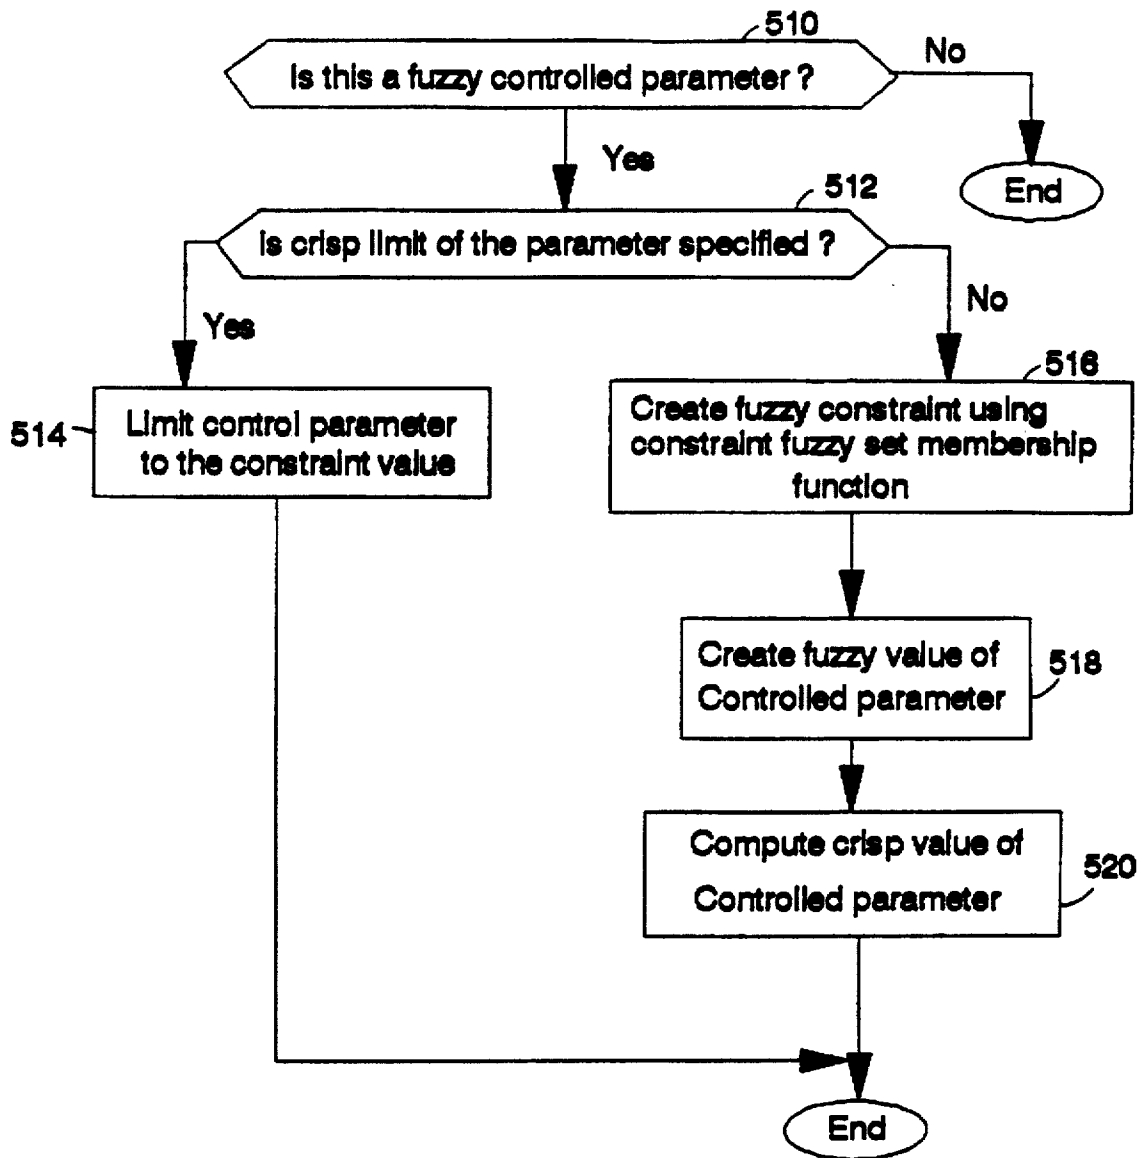 510
Is this a fuzzy controlled parameter ?
No
End
Yes
512
Is crisp limit of the parameter specified ?
Yes
No
514
Limit control parameter
to the constraint value
516
Create fuzzy constraint using
constraint fuzzy set membership
function
Create fuzzy value of
Controlled parameter
518
Compute crisp value of
Controlled parameter
520
End